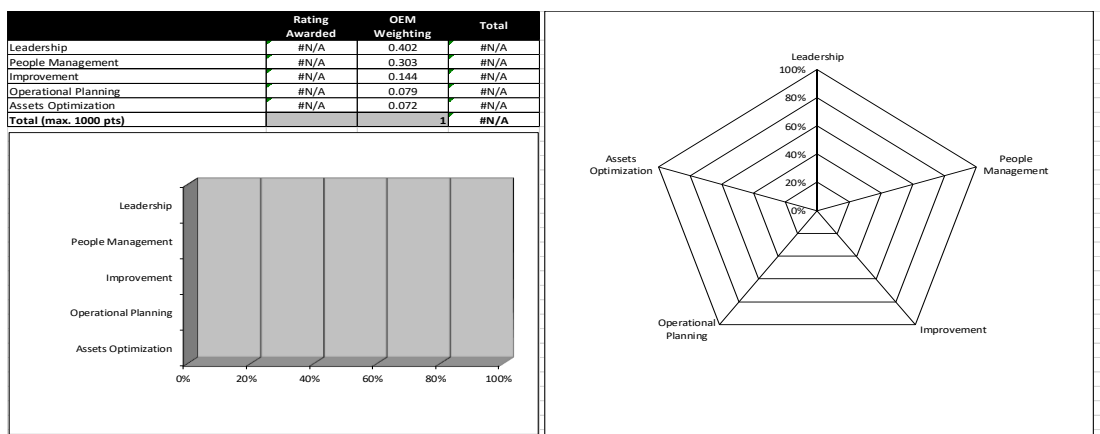 Rating Awarded OEM Weighting Total
Leadership #N/A 0.402 #N/A
People Management #N/A 0.303 #N/A
Improvement #N/A 0.144 #N/A
Operational Planning #N/A 0.079 #N/A
Assets Optimization #N/A 0.072 #N/A
Total (max. 1000 pts) 1 #N/A
Leadership
People Management
Improvement
Operational Planning
Assets Optimization
0% 20% 40% 60% 80% 100%
Leadership
100%
80%
60%
40%
20%
0%
People
Management
Improvement
Operational
Planning
Assets
Optimization